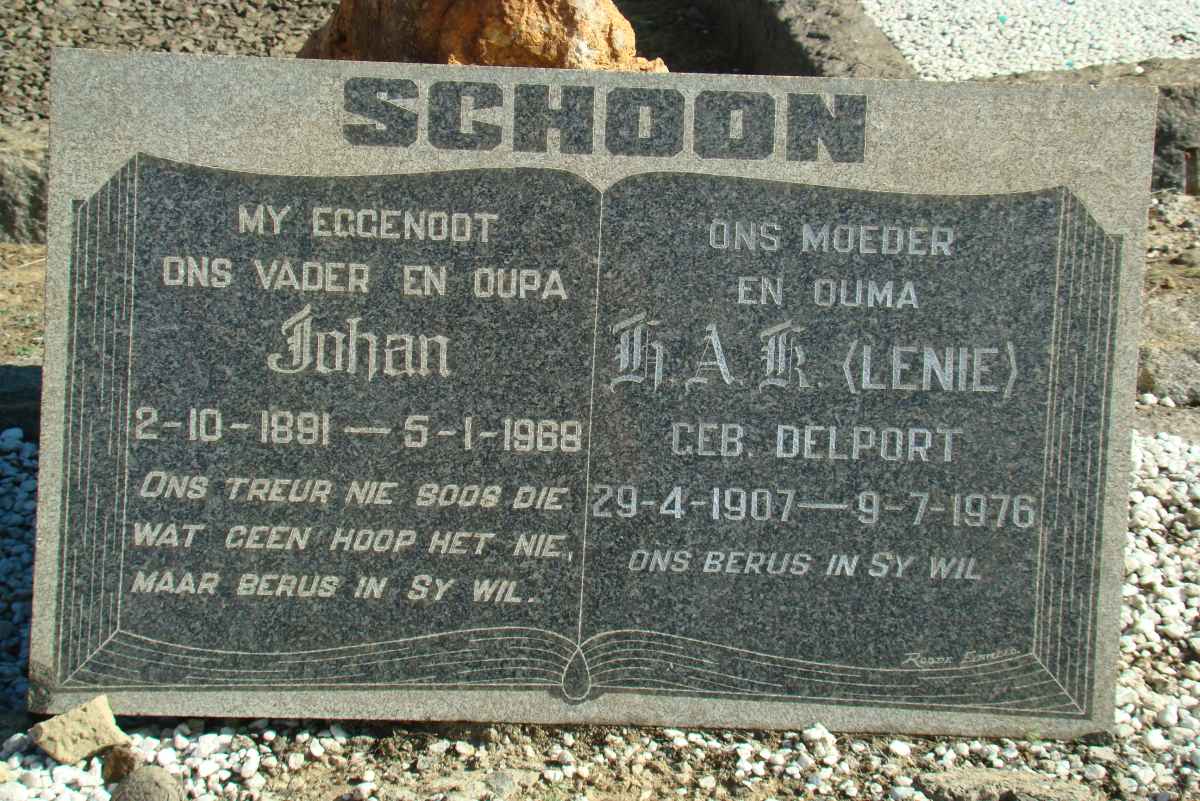 SCHOON
MY EGGENOOT
ONS VADER EN OUPA
Johan
2-10-1891 — 5-1-1968
ONS TREUR NIE SOOS DIE
WAT GEEN HOOP HET NIE,
MAAR BERUS IN SY WIL.
ONS MOEDER
EN OUMA
H. A. K. (LENIE)
GEB. DELPORT
29-4-1907 — 9-7-1976
ONS BERUS IN SY WIL